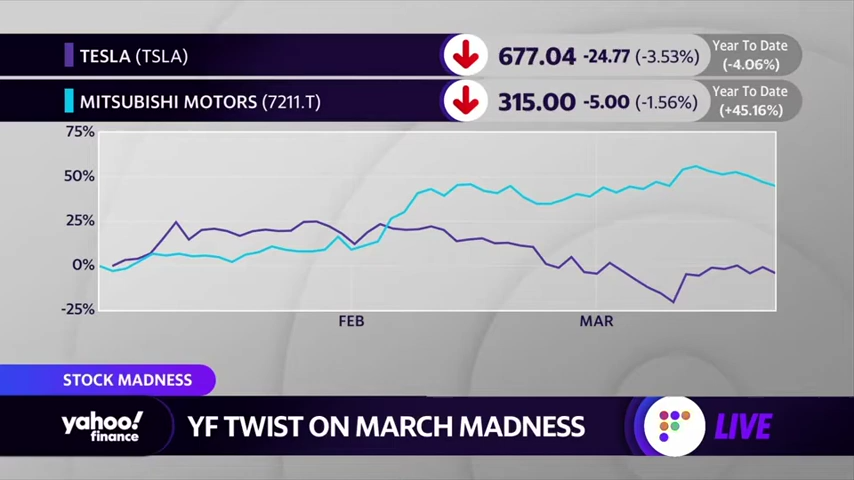 TESLA (TSLA) 677.04 -24.77 (-3.53%) Year To Date (-4.06%)
MITSUBISHI MOTORS (7211.T) 315.00 -5.00 (-1.56%) Year To Date (+45.16%)
75%
50%
25%
0%
-25%
FEB MAR
STOCK MADNESS
yahoo! finance
YF TWIST ON MARCH MADNESS
LIVE